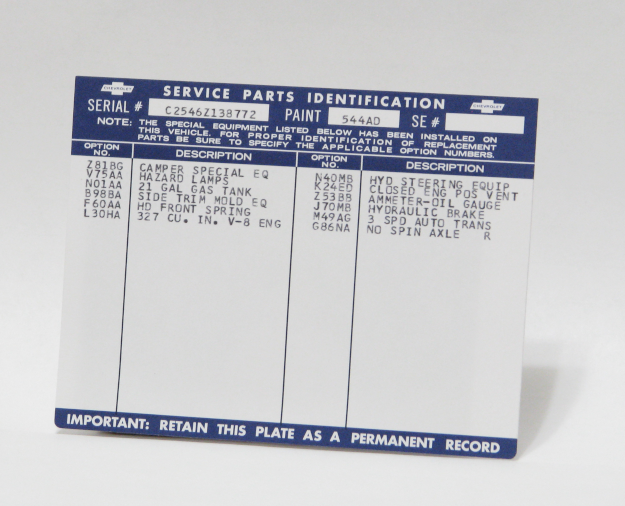 CHEVROLET SERVICE PARTS IDENTIFICATION CHEVROLET
SERIAL # C2546Z138772 PAINT 544AD SE #
NOTE: THE SPECIAL EQUIPMENT LISTED BELOW HAS BEEN INSTALLED ON
THIS VEHICLE. FOR PROPER IDENTIFICATION OF REPLACEMENT
PARTS BE SURE TO SPECIFY THE APPLICABLE OPTION NUMBERS.
OPTION NO. DESCRIPTION
Z81BG CAMPER SPECIAL EQ
V75AA HAZARD LAMPS
N01AA 21 GAL GAS TANK
B98BA SIDE TRIM MOLD EQ
F60AA HD FRONT SPRING
L30HA 327 CU. IN. V-8 ENG
OPTION NO. DESCRIPTION
N40MB HYD STEERING EQUIP
K24ED CLOSED ENG POS VENT
Z53BB AMMETER-OIL GAUGE
J70MB HYDRAULIC BRAKE
M49AG 3 SPD AUTO TRANS
G86NA NO SPIN AXLE R
IMPORTANT: RETAIN THIS PLATE AS A PERMANENT RECORD